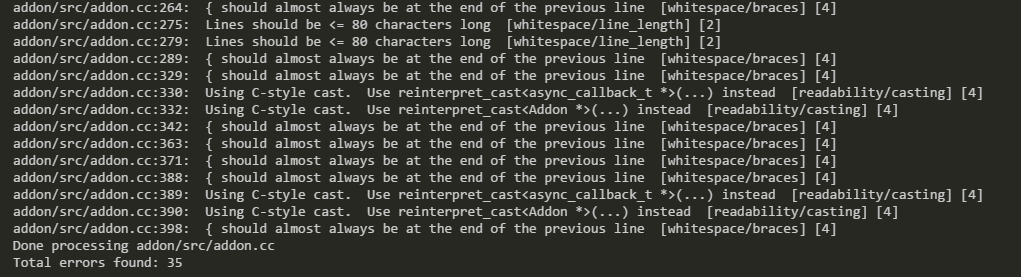 addon/src/addon.cc:264:  { should almost always be at the end of the previous line  [whitespace/braces] [4]
addon/src/addon.cc:275:  Lines should be <= 80 characters long  [whitespace/line_length] [2]
addon/src/addon.cc:279:  Lines should be <= 80 characters long  [whitespace/line_length] [2]
addon/src/addon.cc:289:  { should almost always be at the end of the previous line  [whitespace/braces] [4]
addon/src/addon.cc:329:  { should almost always be at the end of the previous line  [whitespace/braces] [4]
addon/src/addon.cc:330:  Using C-style cast.  Use reinterpret_cast<async_callback_t *>(...) instead  [readability/casting] [4]
addon/src/addon.cc:332:  Using C-style cast.  Use reinterpret_cast<Addon *>(...) instead  [readability/casting] [4]
addon/src/addon.cc:342:  { should almost always be at the end of the previous line  [whitespace/braces] [4]
addon/src/addon.cc:363:  { should almost always be at the end of the previous line  [whitespace/braces] [4]
addon/src/addon.cc:371:  { should almost always be at the end of the previous line  [whitespace/braces] [4]
addon/src/addon.cc:388:  { should almost always be at the end of the previous line  [whitespace/braces] [4]
addon/src/addon.cc:389:  Using C-style cast.  Use reinterpret_cast<async_callback_t *>(...) instead  [readability/casting] [4]
addon/src/addon.cc:390:  Using C-style cast.  Use reinterpret_cast<Addon *>(...) instead  [readability/casting] [4]
addon/src/addon.cc:398:  { should almost always be at the end of the previous line  [whitespace/braces] [4]
Done processing addon/src/addon.cc
Total errors found: 35